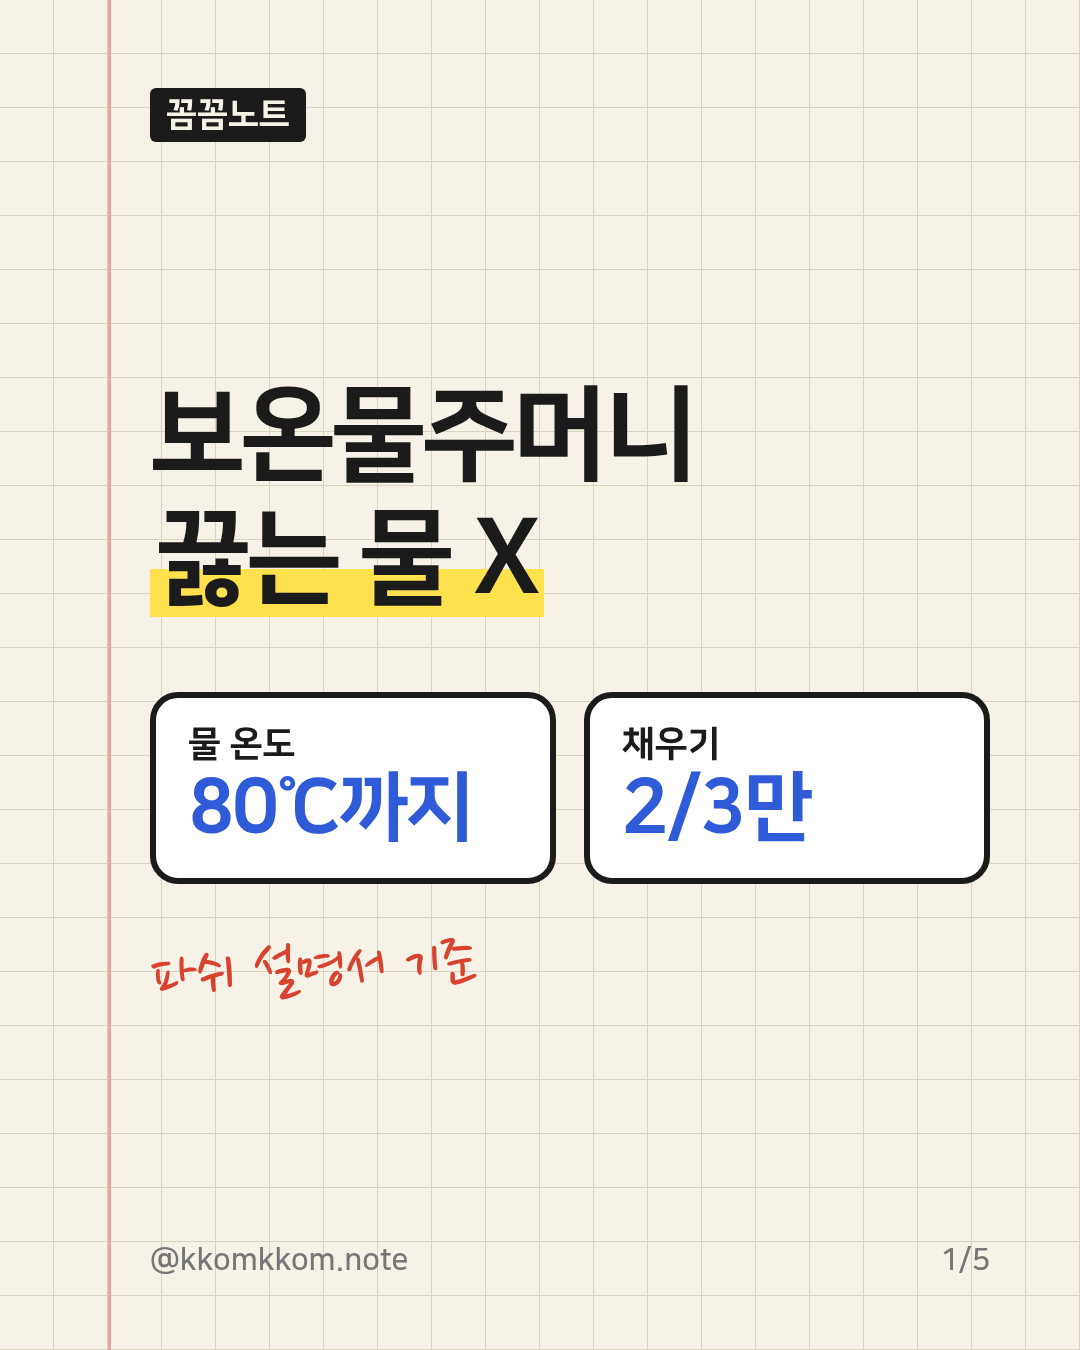 꼼꼼노트
보온물주머니
끓는 물 X
물 온도
80℃까지
채우기
2/3만
파쉬 설명서 기준
@kkomkkom.note
1/5